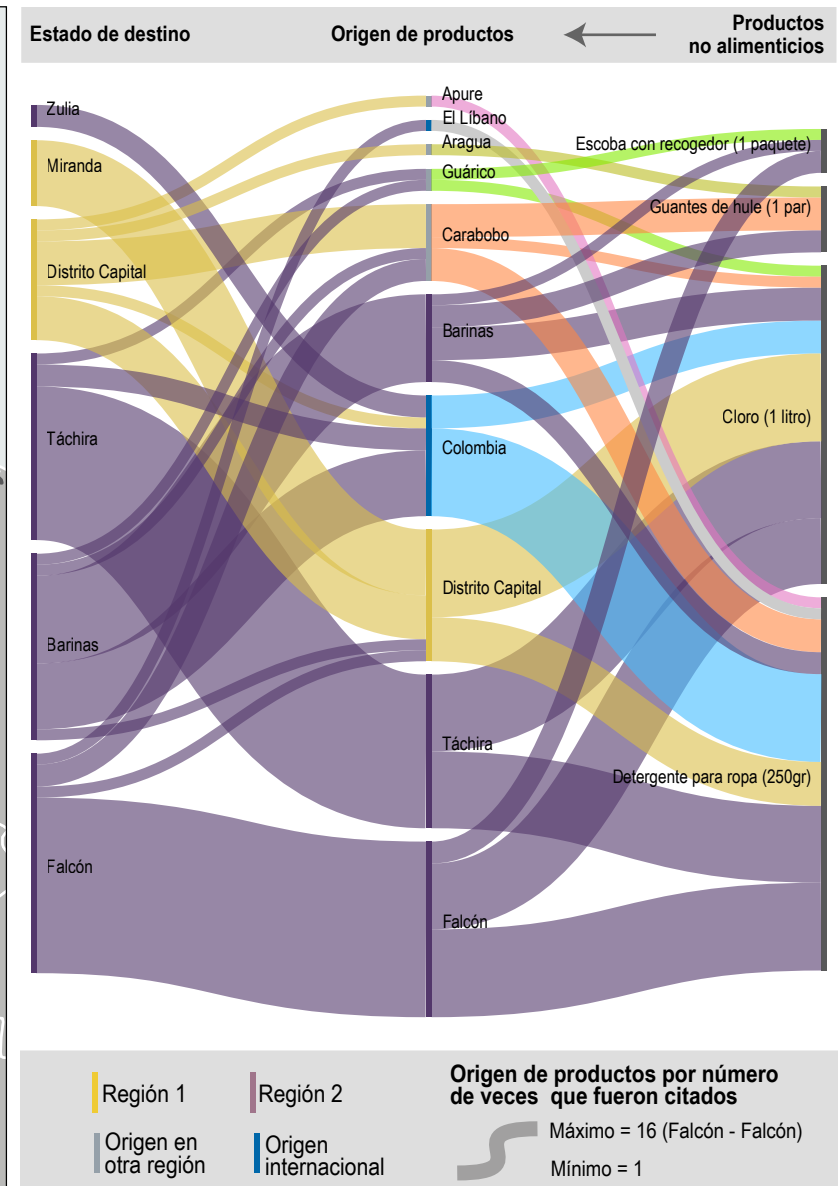 Estado de destino
Origen de productos
Productos
no alimenticios
Zulia
Miranda
Distrito Capital
Táchira
Barinas
Falcón
Apure
El Líbano
Aragua
Guárico
Carabobo
Barinas
Colombia
Distrito Capital
Táchira
Falcón
Escoba con recogedor (1 paquete)
Guantes de hule (1 par)
Cloro (1 litro)
Detergente para ropa (250gr)
Región 1
Región 2
Origen en
otra región
Origen
internacional
Origen de productos por número
de veces que fueron citados
Máximo = 16 (Falcón - Falcón)
Mínimo = 1